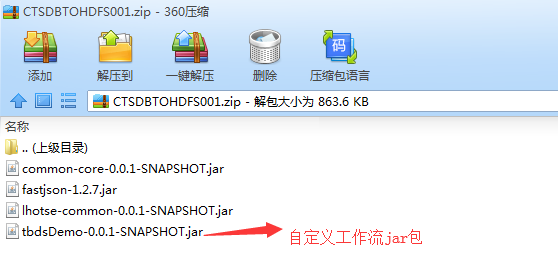 CTSDBTOHDFS001.zip - 360压缩
添加 解压到 一键解压 删除 压缩包语言
CTSDBTOHDFS001.zip - 解包大小为 863.6 KB
名称
.. (上级目录)
common-core-0.0.1-SNAPSHOT.jar
fastjson-1.2.7.jar
lhotse-common-0.0.1-SNAPSHOT.jar
tbdsDemo-0.0.1-SNAPSHOT.jar 自定义工作流jar包